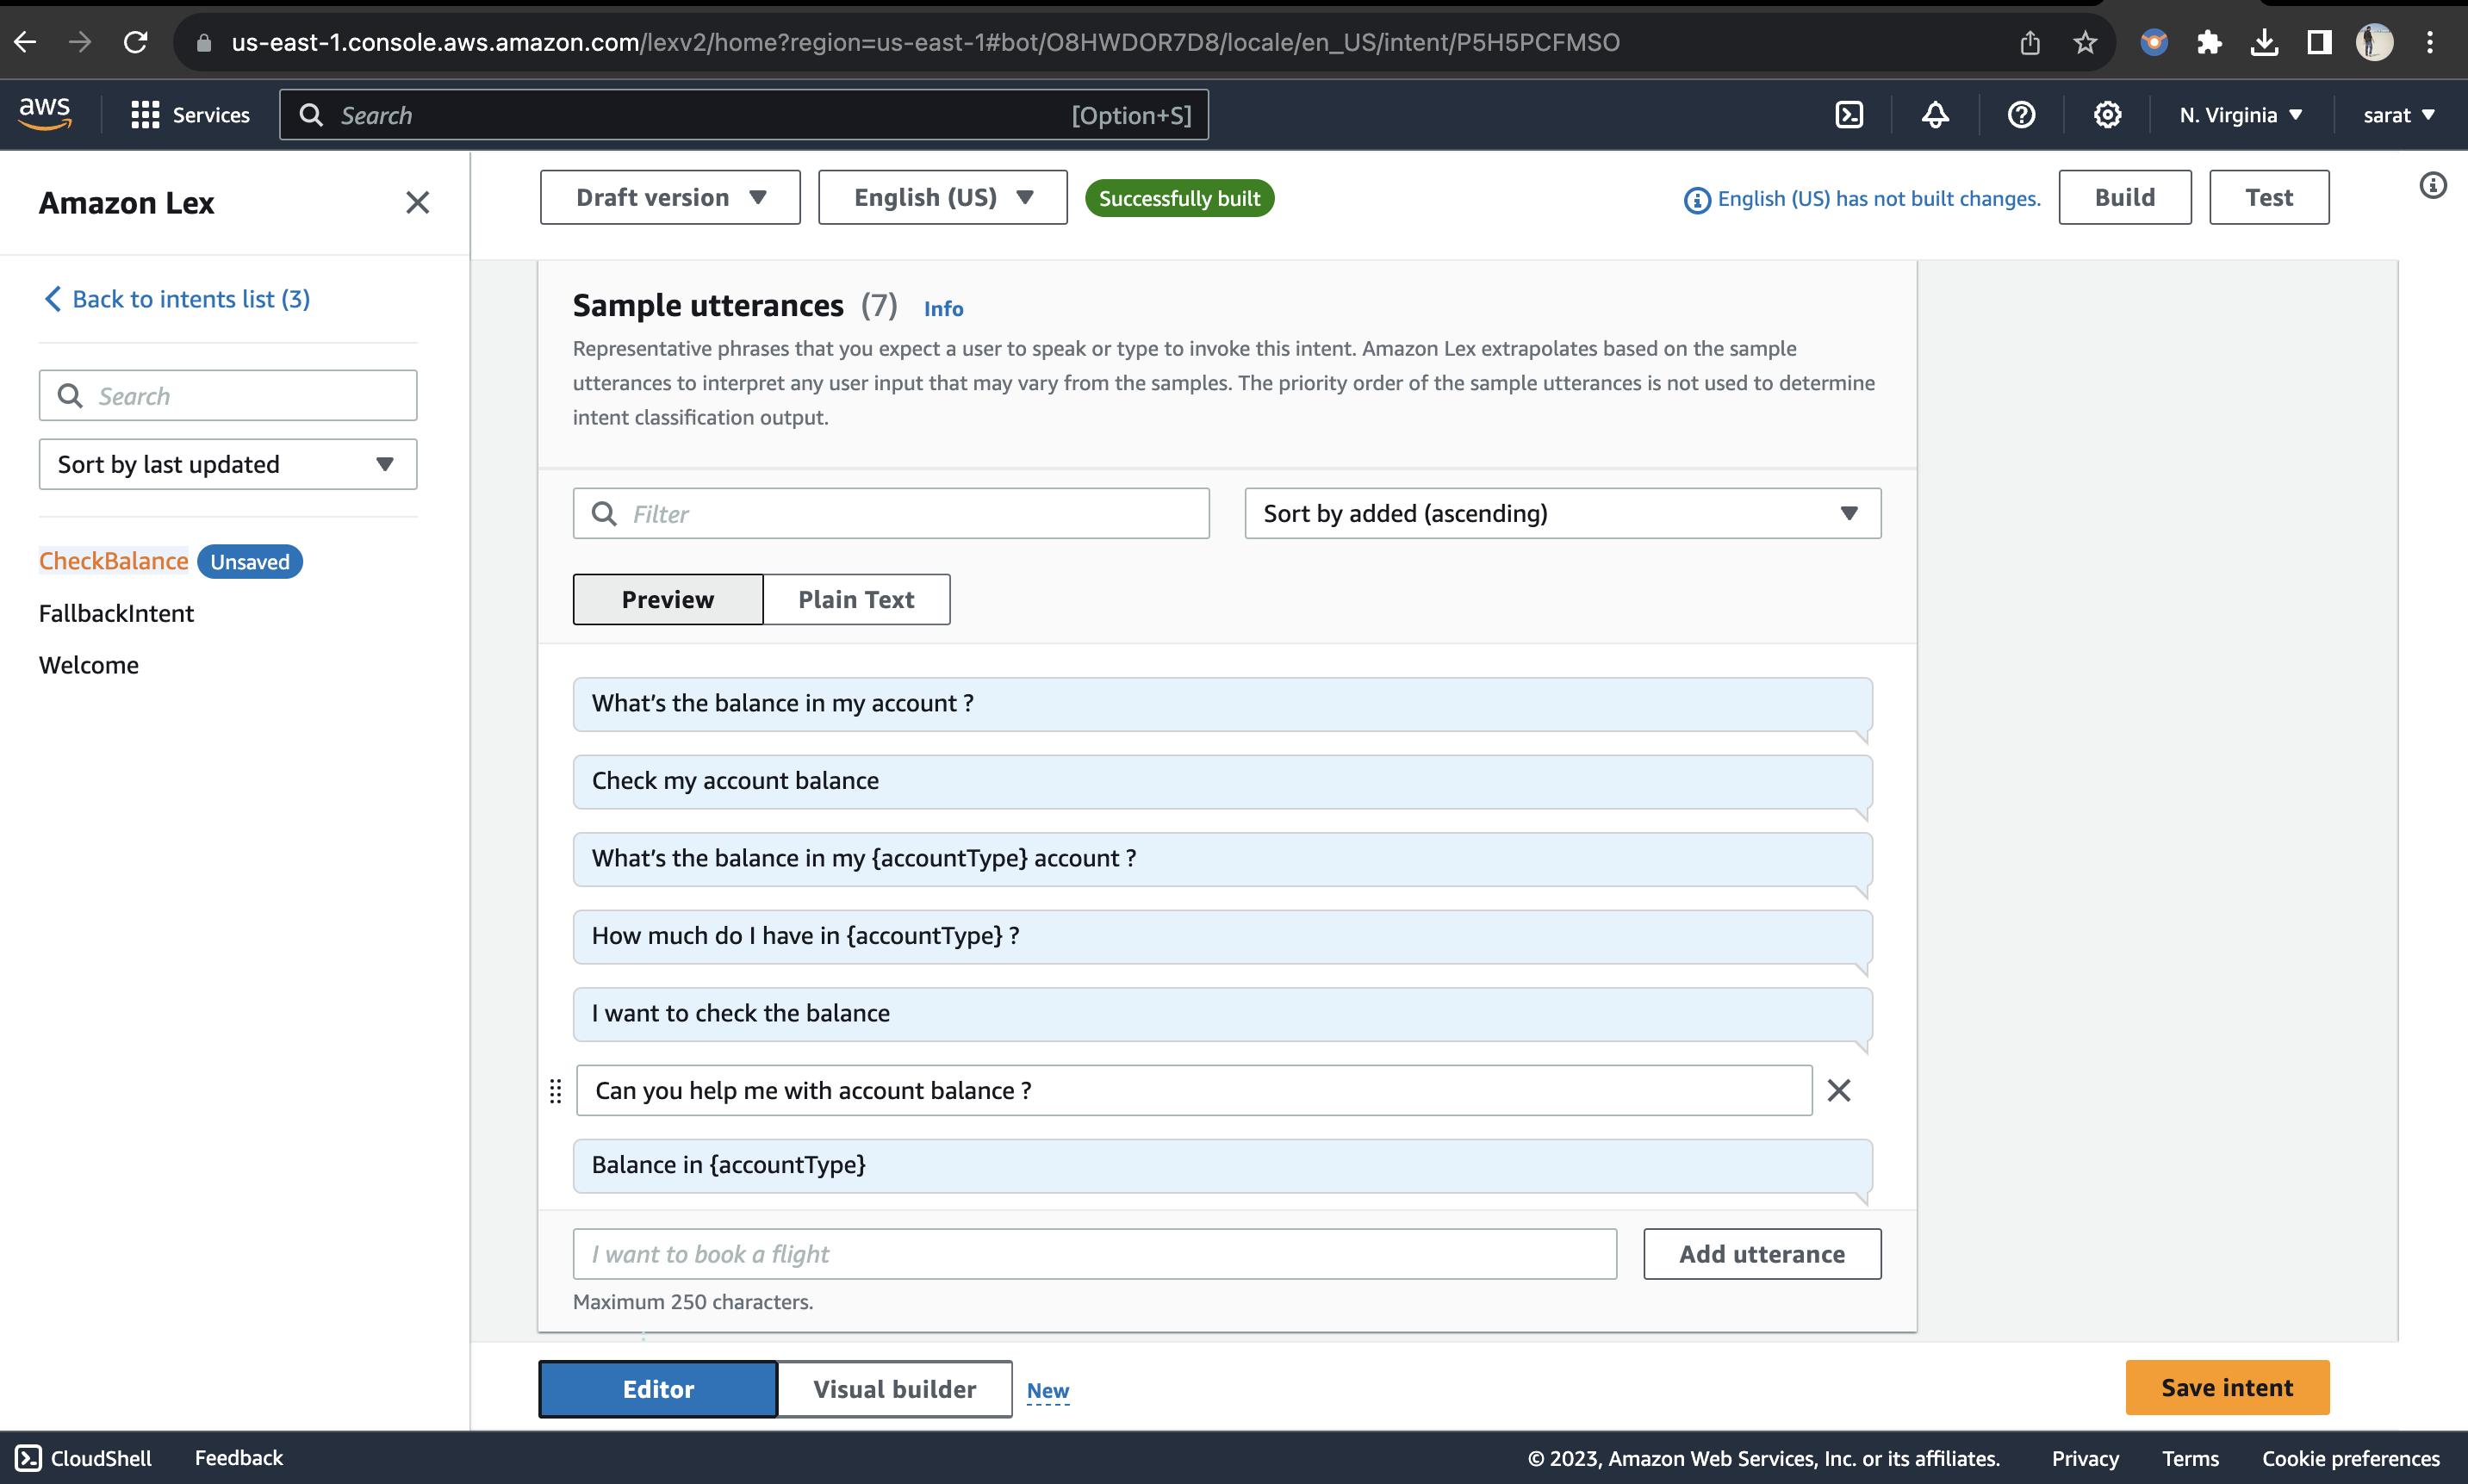 us-east-1.console.aws.amazon.com/lexv2/home?region=us-east-1#bot/O8HWDOR7D8/locale/en_US/intent/P5H5PCFMSO
aws
Services
Search
[Option+S]
N. Virginia
sarat
Amazon Lex
Back to intents list (3)
Search
Sort by last updated
CheckBalance Unsaved
FallbackIntent
Welcome
Draft version
English (US)
Successfully built
English (US) has not built changes.
Build
Test
Sample utterances (7) Info
Representative phrases that you expect a user to speak or type to invoke this intent. Amazon Lex extrapolates based on the sample
utterances to interpret any user input that may vary from the samples. The priority order of the sample utterances is not used to determine
intent classification output.
Filter
Sort by added (ascending)
Preview
Plain Text
What's the balance in my account ?
Check my account balance
What's the balance in my {accountType} account ?
How much do I have in {accountType} ?
I want to check the balance
Can you help me with account balance ?
Balance in {accountType}
I want to book a flight
Add utterance
Maximum 250 characters.
Editor
Visual builder
New
Save intent
CloudShell
Feedback
© 2023, Amazon Web Services, Inc. or its affiliates.
Privacy
Terms
Cookie preferences